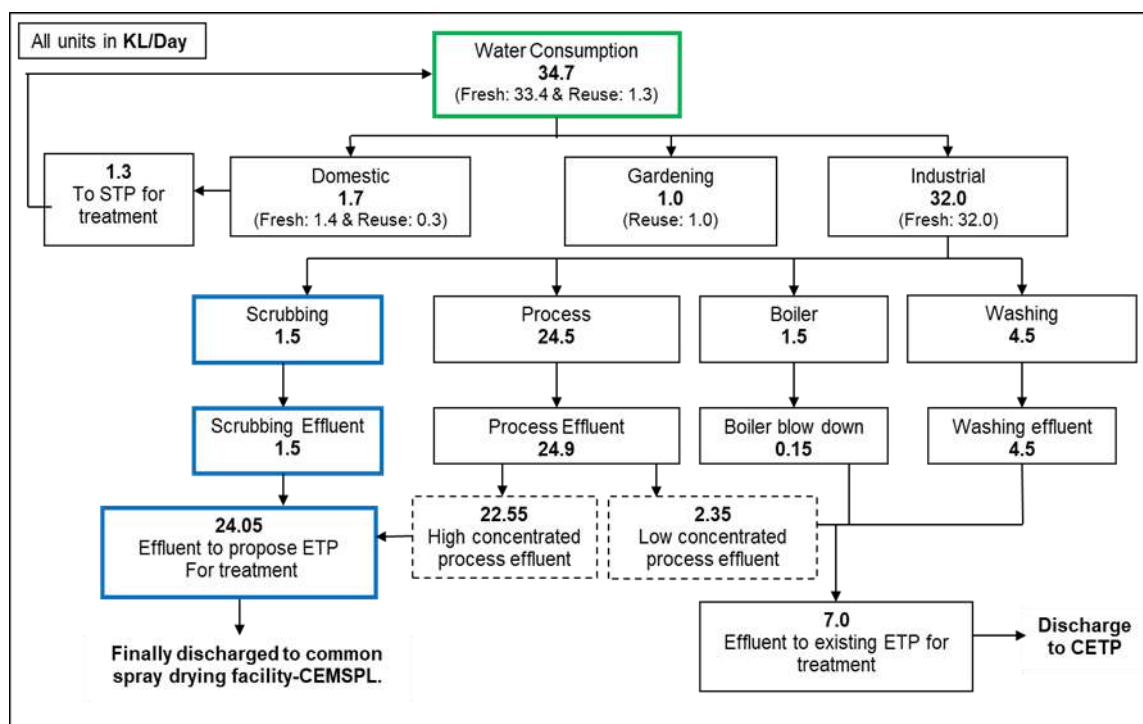 All units in KL/Day
Water Consumption
34.7
(Fresh: 33.4 & Reuse: 1.3)
1.3
To STP for
treatment
Domestic
1.7
(Fresh: 1.4 & Reuse: 0.3)
Gardening
1.0
(Reuse: 1.0)
Industrial
32.0
(Fresh: 32.0)
Scrubbing
1.5
Process
24.5
Boiler
1.5
Washing
4.5
Scrubbing Effluent
1.5
Process Effluent
24.9
Boiler blow down
0.15
Washing effluent
4.5
24.05
Effluent to propose ETP
For treatment
22.55
High concentrated
process effluent
2.35
Low concentrated
process effluent
7.0
Effluent to existing ETP for
treatment
Discharge
to CETP
Finally discharged to common
spray drying facility-CEMSPL.